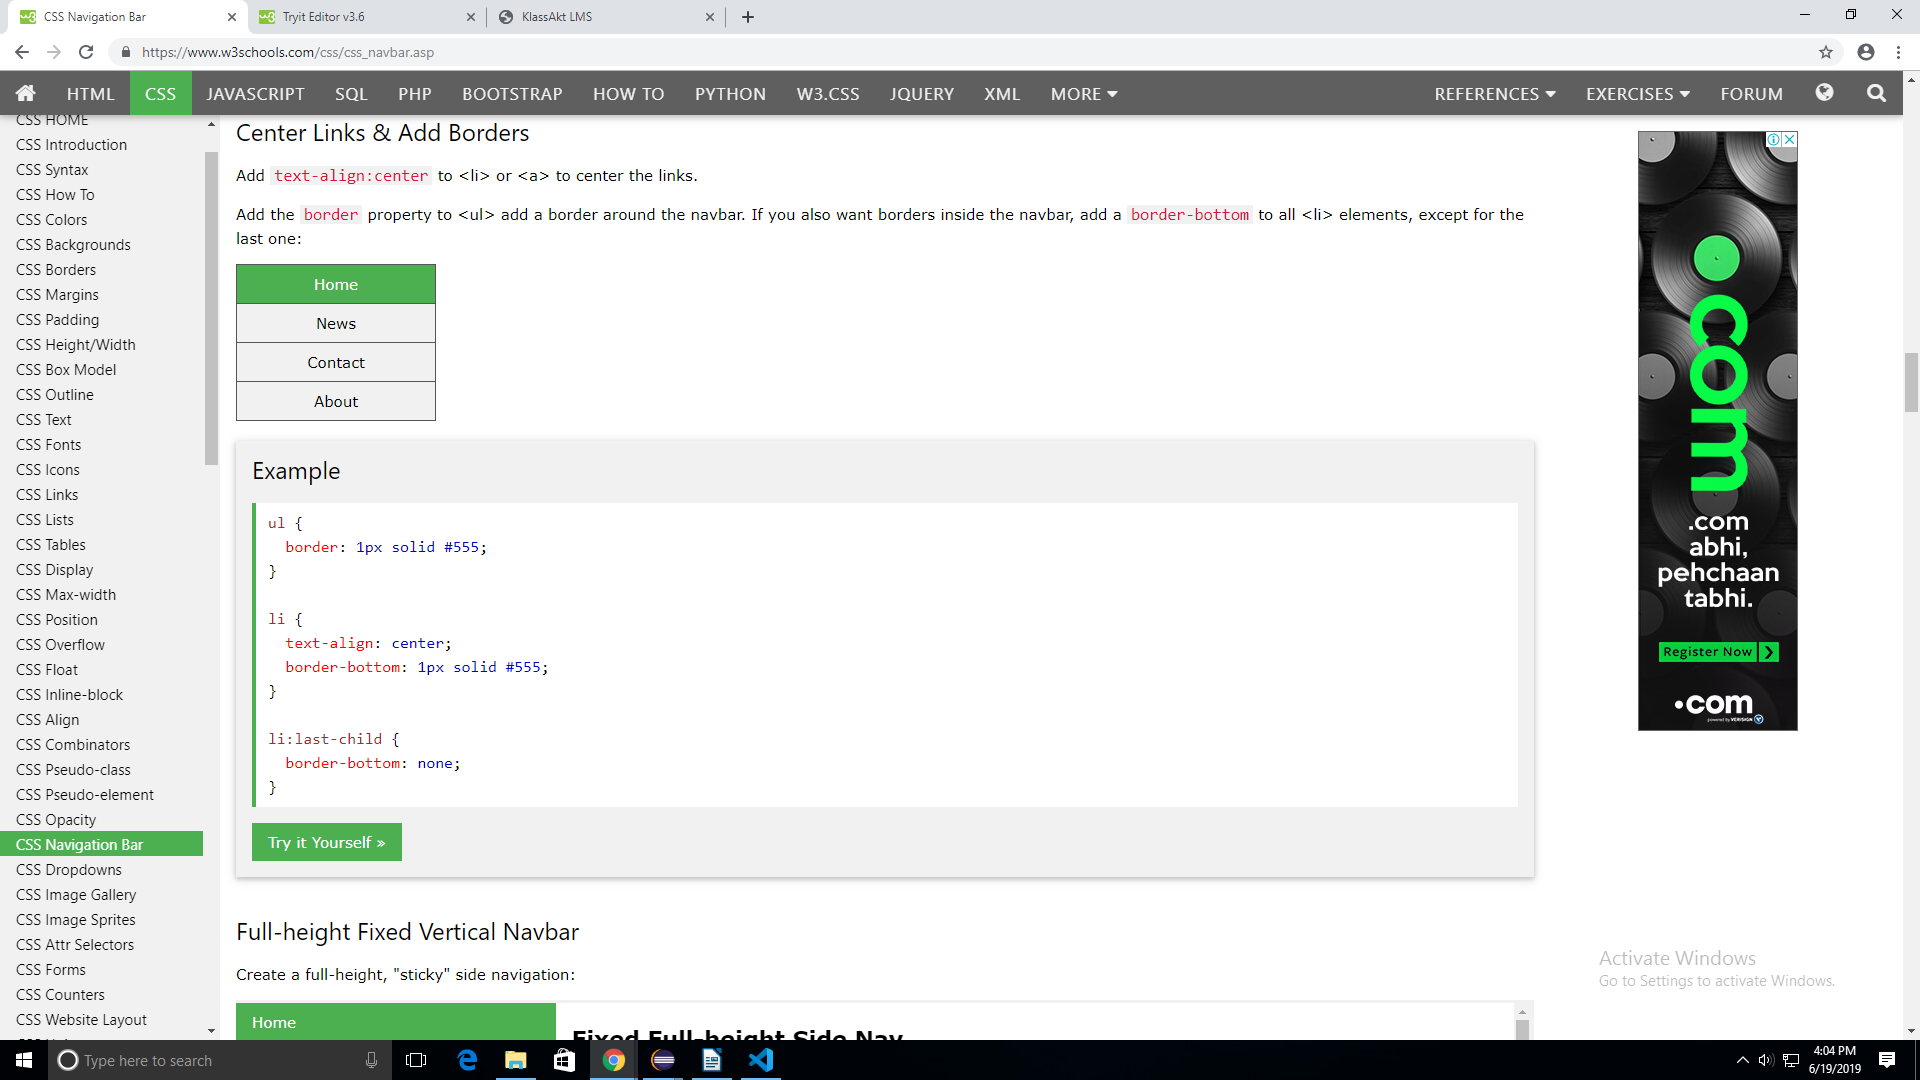 CSS Navigation Bar
Tryit Editor v3.6
KlassAkt LMS
https://www.w3schools.com/css/css_navbar.asp
HTML
CSS
JAVASCRIPT
SQL
PHP
BOOTSTRAP
HOW TO
PYTHON
W3.CSS
JQUERY
XML
MORE
REFERENCES
EXERCISES
FORUM
CSS HOME
CSS Introduction
CSS Syntax
CSS How To
CSS Colors
CSS Backgrounds
CSS Borders
CSS Margins
CSS Padding
CSS Height/Width
CSS Box Model
CSS Outline
CSS Text
CSS Fonts
CSS Icons
CSS Links
CSS Lists
CSS Tables
CSS Display
CSS Max-width
CSS Position
CSS Overflow
CSS Float
CSS Inline-block
CSS Align
CSS Combinators
CSS Pseudo-class
CSS Pseudo-element
CSS Opacity
CSS Navigation Bar
CSS Dropdowns
CSS Image Gallery
CSS Image Sprites
CSS Attr Selectors
CSS Forms
CSS Counters
CSS Website Layout
Center Links & Add Borders
Add text-align:center to <li> or <a> to center the links.
Add the border property to <ul> add a border around the navbar. If you also want borders inside the navbar, add a border-bottom to all <li> elements, except for the
last one:
Home
News
Contact
About
Example
ul {
border: 1px solid #555;
}
li {
text-align: center;
border-bottom: 1px solid #555;
}
li:last-child {
border-bottom: none;
}
Try it Yourself »
Full-height Fixed Vertical Navbar
Create a full-height, "sticky" side navigation:
Home
Fixed Full-height Side Nav
.com
.com
abhi,
pehchaan
tabhi.
Register Now
.com
powered by VERISIGN
Activate Windows
Go to Settings to activate Windows.
Type here to search
4:04 PM
6/19/2019